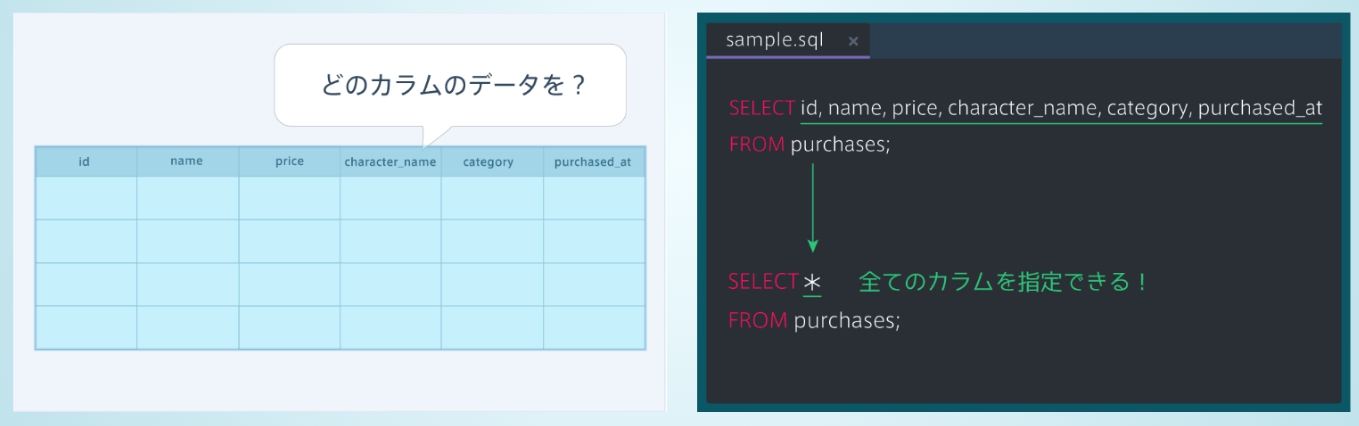 どのカラムのデータを？
id name price character_name category purchased_at
sample.sql ×
SELECT id, name, price, character_name, category, purchased_at
FROM purchases;
SELECT * 全てのカラムを指定できる！
FROM purchases;